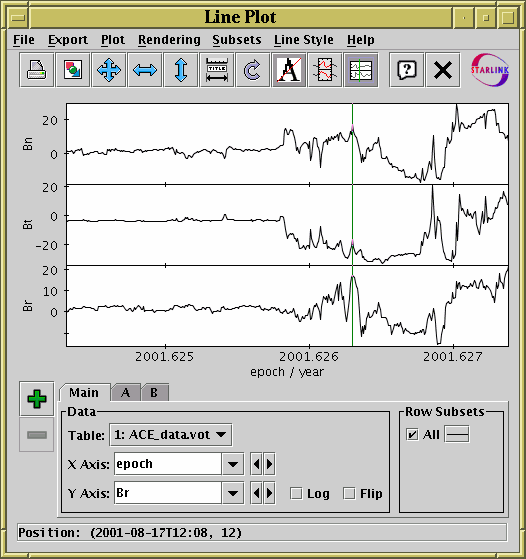 Line Plot
File Export Plot Rendering Subsets Line Style Help
TITLE A ? STARLINK
20
Bn
0
0
Bt
-20
20
10
Br
0
2001.625 2001.626 2001.627
epoch / year
Main A B
Data Row Subsets
Table: 1: ACE_data.vot All
X Axis: epoch
Y Axis: Br Log Flip
Position: (2001-08-17T12:08, 12)